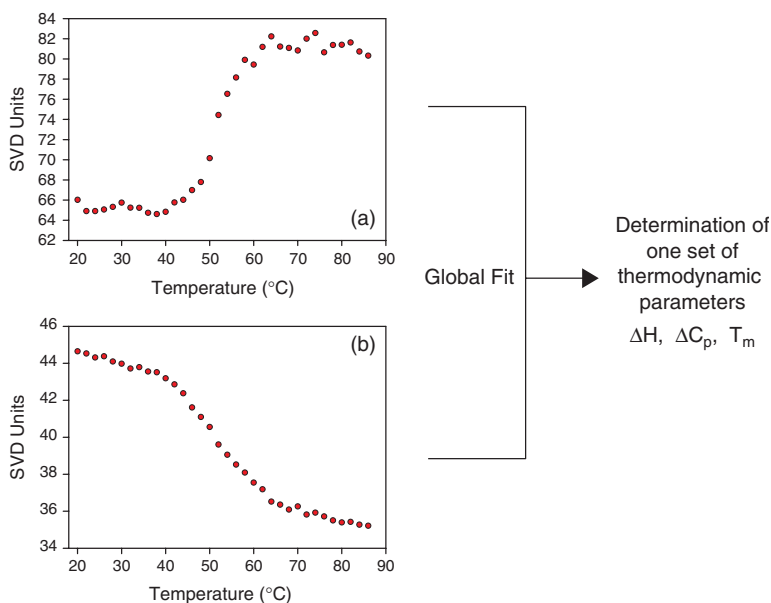 84
82
80
78
76
74
72
70
68
66
64
62
SVD Units
(a)
20 30 40 50 60 70 80 90
Temperature (°C)
46
44
42
40
38
36
34
SVD Units
(b)
20 30 40 50 60 70 80 90
Temperature (°C)
Global Fit
Determination of
one set of
thermodynamic
parameters
ΔH, ΔCp, Tm